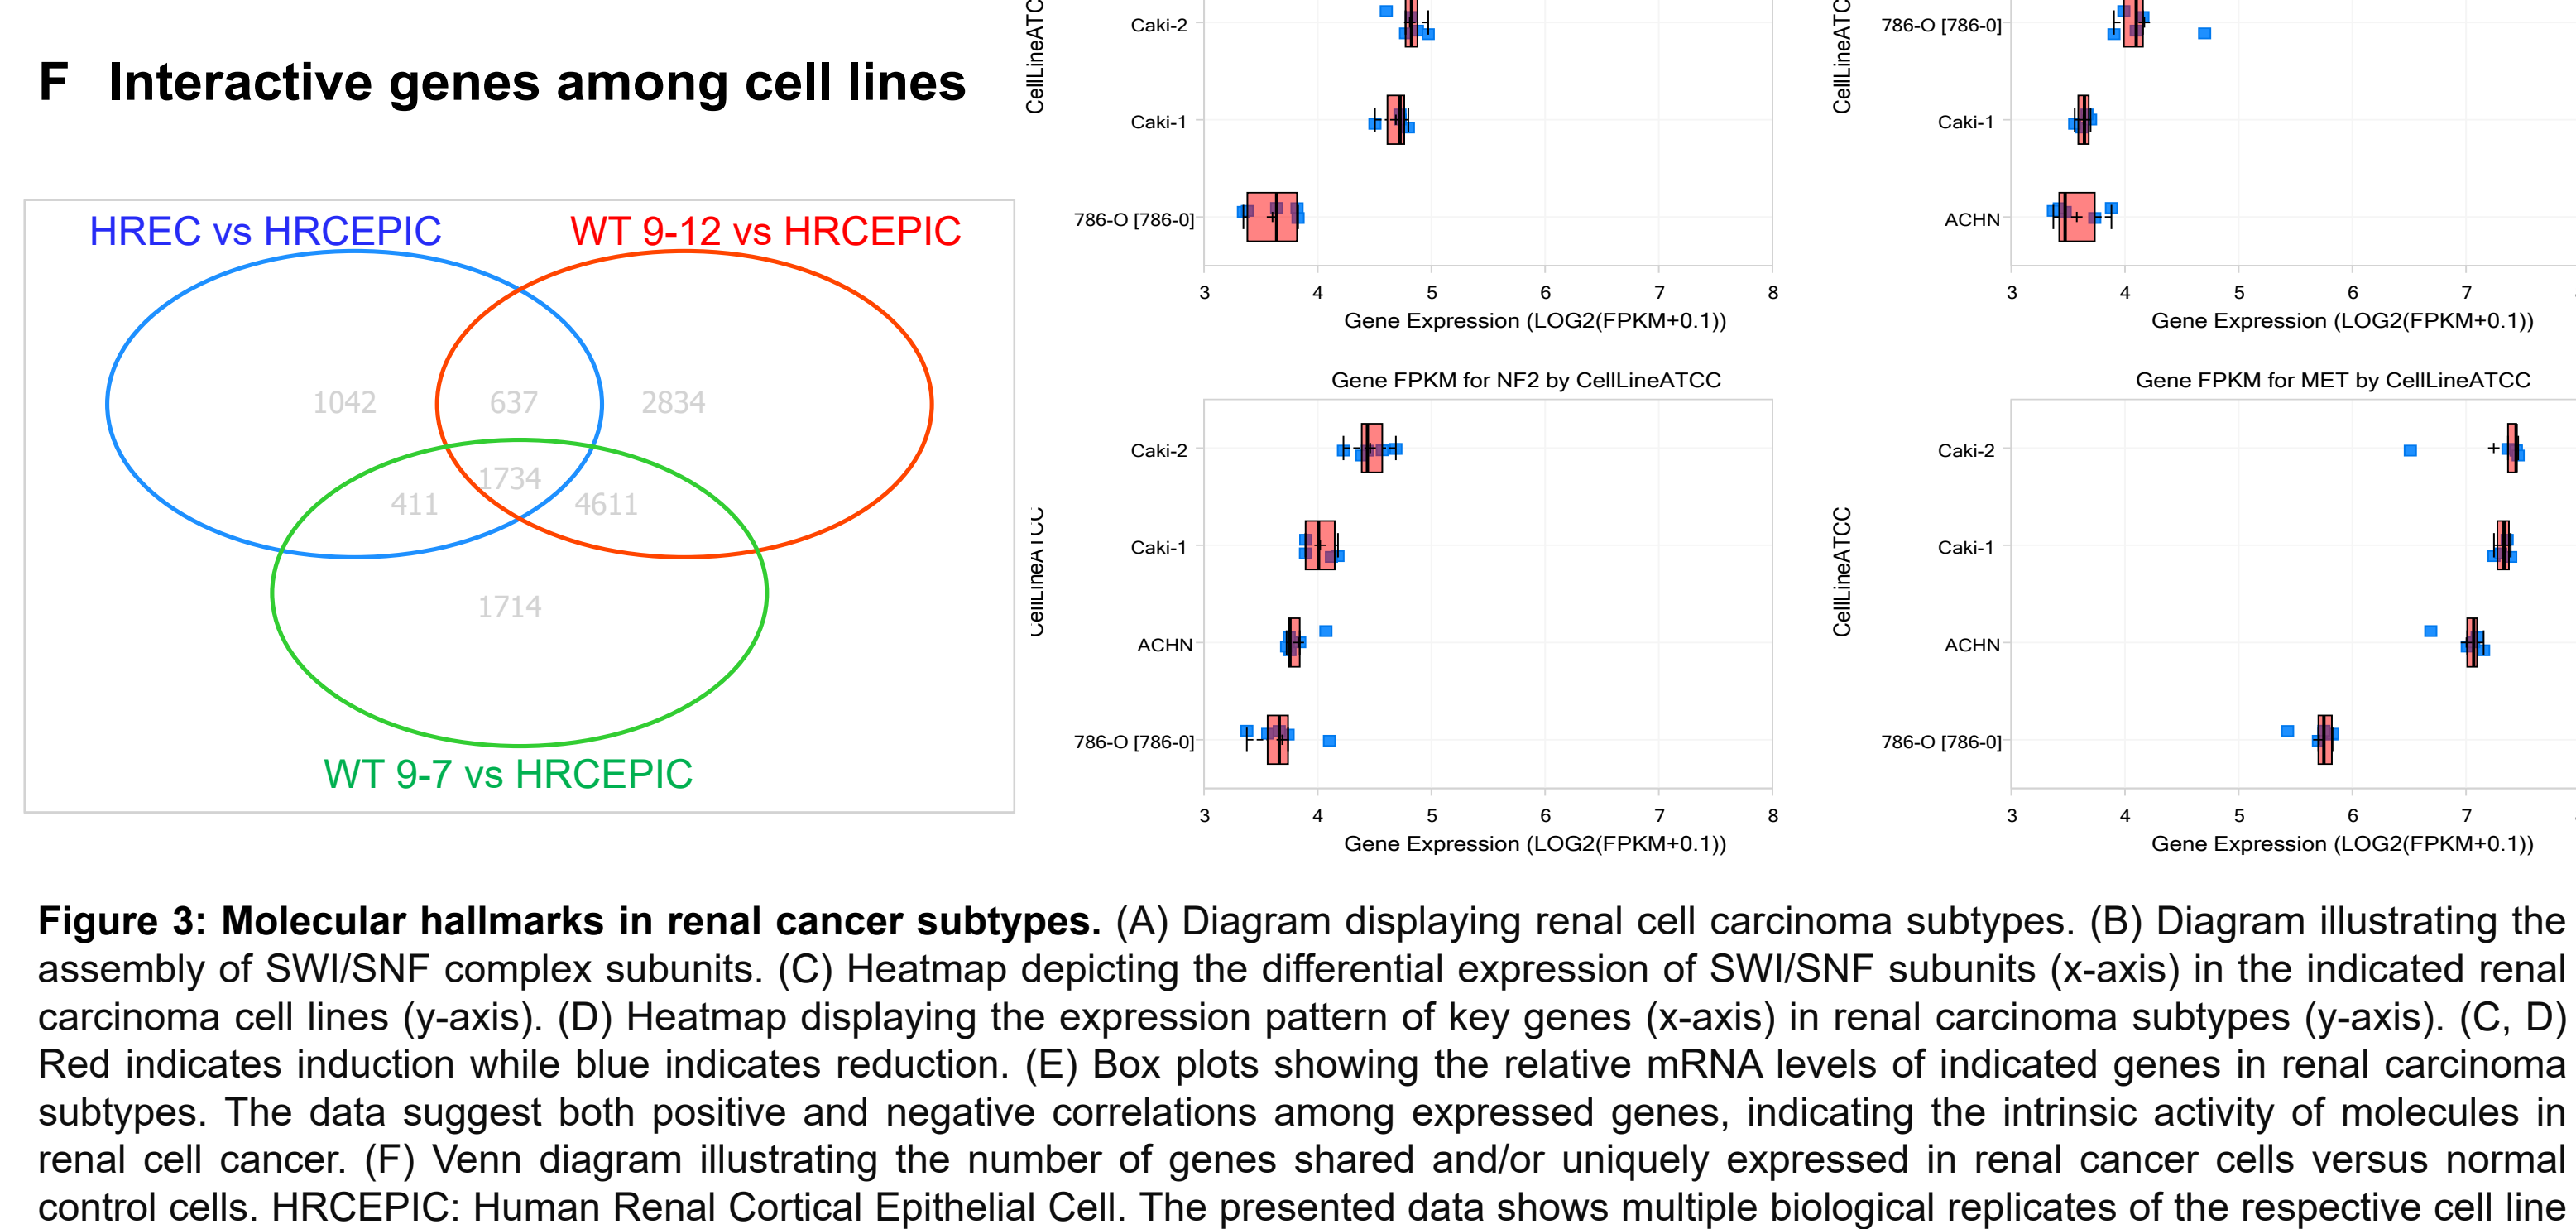 F Interactive genes among cell lines
HREC vs HRCEPIC
WT 9-12 vs HRCEPIC
1042
637
2834
1734
411
4611
1714
WT 9-7 vs HRCEPIC
CellLineATC
Caki-2
Caki-1
786-O [786-0]
3 4 5 6 7 8
Gene Expression (LOG2(FPKM+0.1))
CellLineATC
786-O [786-0]
Caki-1
ACHN
3 4 5 6 7
Gene Expression (LOG2(FPKM+0.1))
Gene FPKM for NF2 by CellLineATCC
CellLineATCC
Caki-2
Caki-1
ACHN
786-O [786-0]
3 4 5 6 7 8
Gene Expression (LOG2(FPKM+0.1))
Gene FPKM for MET by CellLineATCC
CellLineATCC
Caki-2
Caki-1
ACHN
786-O [786-0]
3 4 5 6 7
Gene Expression (LOG2(FPKM+0.1))
Figure 3: Molecular hallmarks in renal cancer subtypes. (A) Diagram displaying renal cell carcinoma subtypes. (B) Diagram illustrating the
assembly of SWI/SNF complex subunits. (C) Heatmap depicting the differential expression of SWI/SNF subunits (x-axis) in the indicated renal
carcinoma cell lines (y-axis). (D) Heatmap displaying the expression pattern of key genes (x-axis) in renal carcinoma subtypes (y-axis). (C, D)
Red indicates induction while blue indicates reduction. (E) Box plots showing the relative mRNA levels of indicated genes in renal carcinoma
subtypes. The data suggest both positive and negative correlations among expressed genes, indicating the intrinsic activity of molecules in
renal cell cancer. (F) Venn diagram illustrating the number of genes shared and/or uniquely expressed in renal cancer cells versus normal
control cells. HRCEPIC: Human Renal Cortical Epithelial Cell. The presented data shows multiple biological replicates of the respective cell line